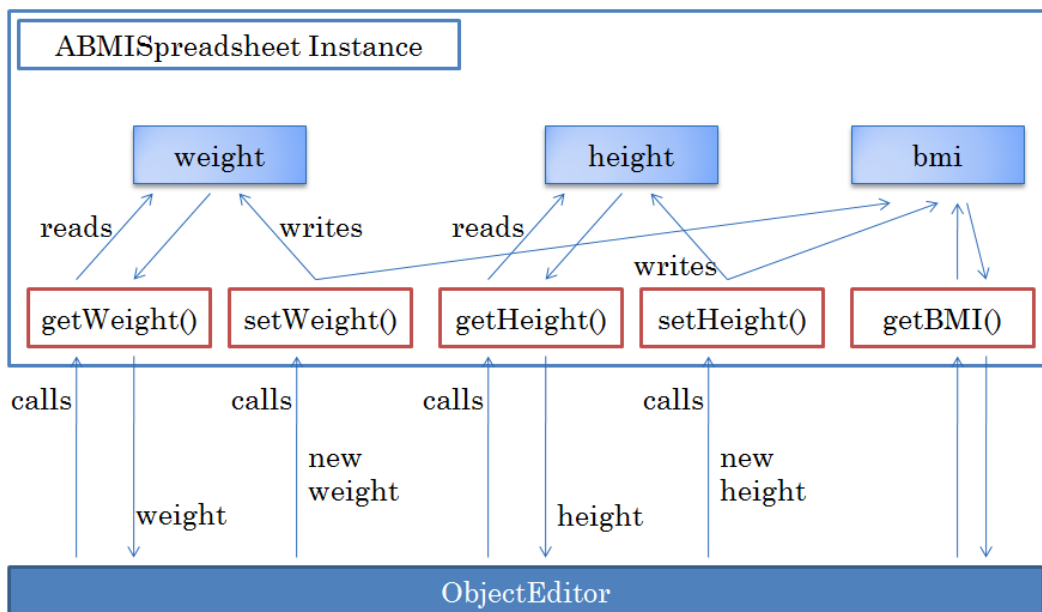 ABMISpreadsheet Instance
weight
height
bmi
reads
writes
reads
writes
getWeight()
setWeight()
getHeight()
setHeight()
getBMI()
calls
calls
calls
calls
new
weight
new
height
weight
height
ObjectEditor